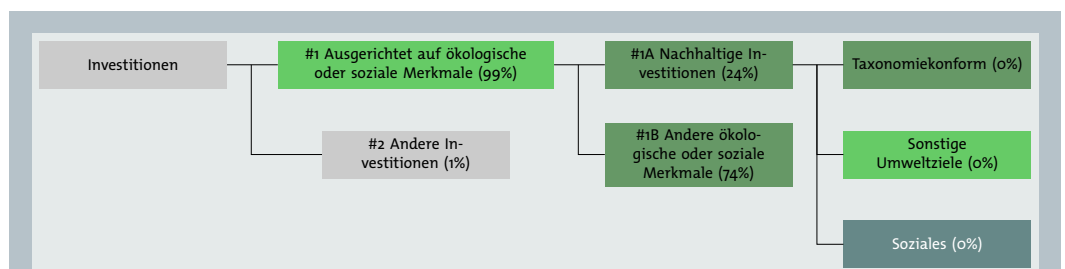 Investitionen
#1 Ausgerichtet auf ökologische
oder soziale Merkmale (99%)
#1A Nachhaltige In-
vestitionen (24%)
Taxonomiekonform (0%)
#2 Andere In-
vestitionen (1%)
#1B Andere ökolo-
gische oder soziale
Merkmale (74%)
Sonstige
Umweltziele (0%)
Soziales (0%)